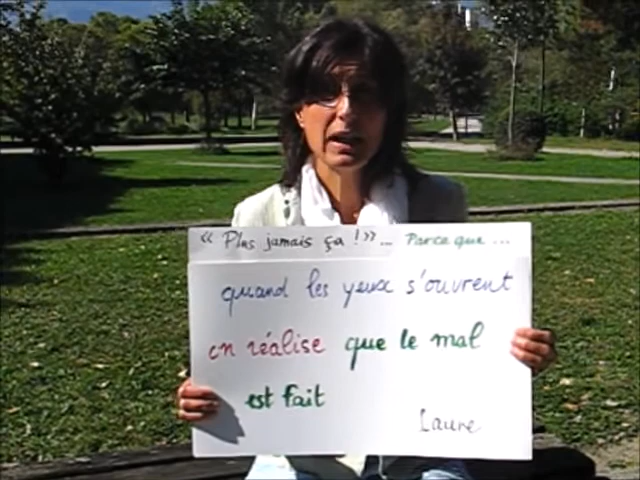 « Plus jamais ça !»... Parce que ...
quand les yeux s'ouvrent
on réalise que le mal
est fait
Laure